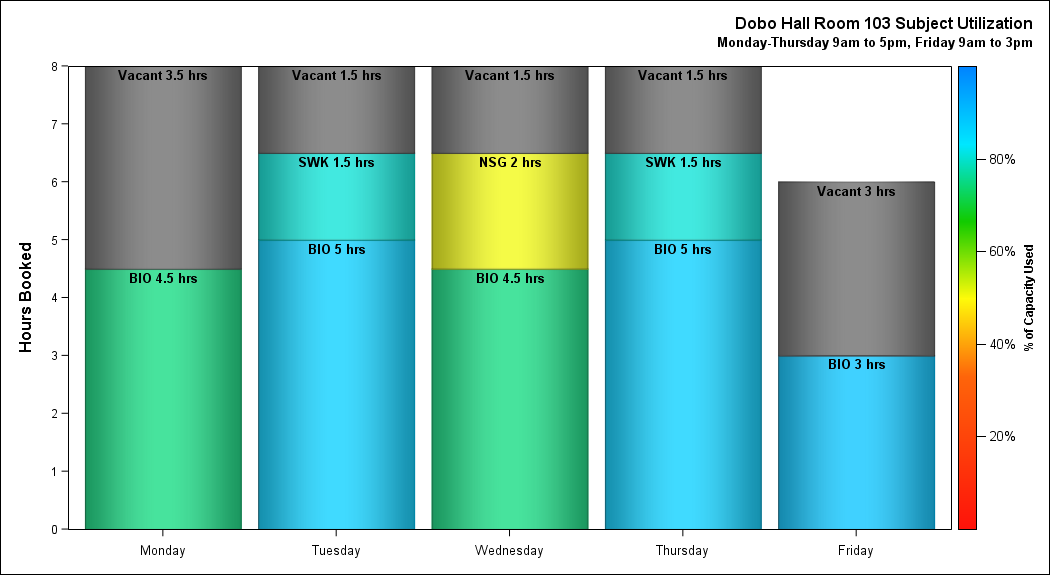 Dobo Hall Room 103 Subject Utilization
Monday-Thursday 9am to 5pm, Friday 9am to 3pm
Hours Booked
8
7
6
5
4
3
2
1
0
Vacant 3.5 hrs
BIO 4.5 hrs
Vacant 1.5 hrs
SWK 1.5 hrs
BIO 5 hrs
Vacant 1.5 hrs
NSG 2 hrs
BIO 4.5 hrs
Vacant 1.5 hrs
SWK 1.5 hrs
BIO 5 hrs
Vacant 3 hrs
BIO 3 hrs
Monday
Tuesday
Wednesday
Thursday
Friday
80%
60%
40%
20%
% of Capacity Used